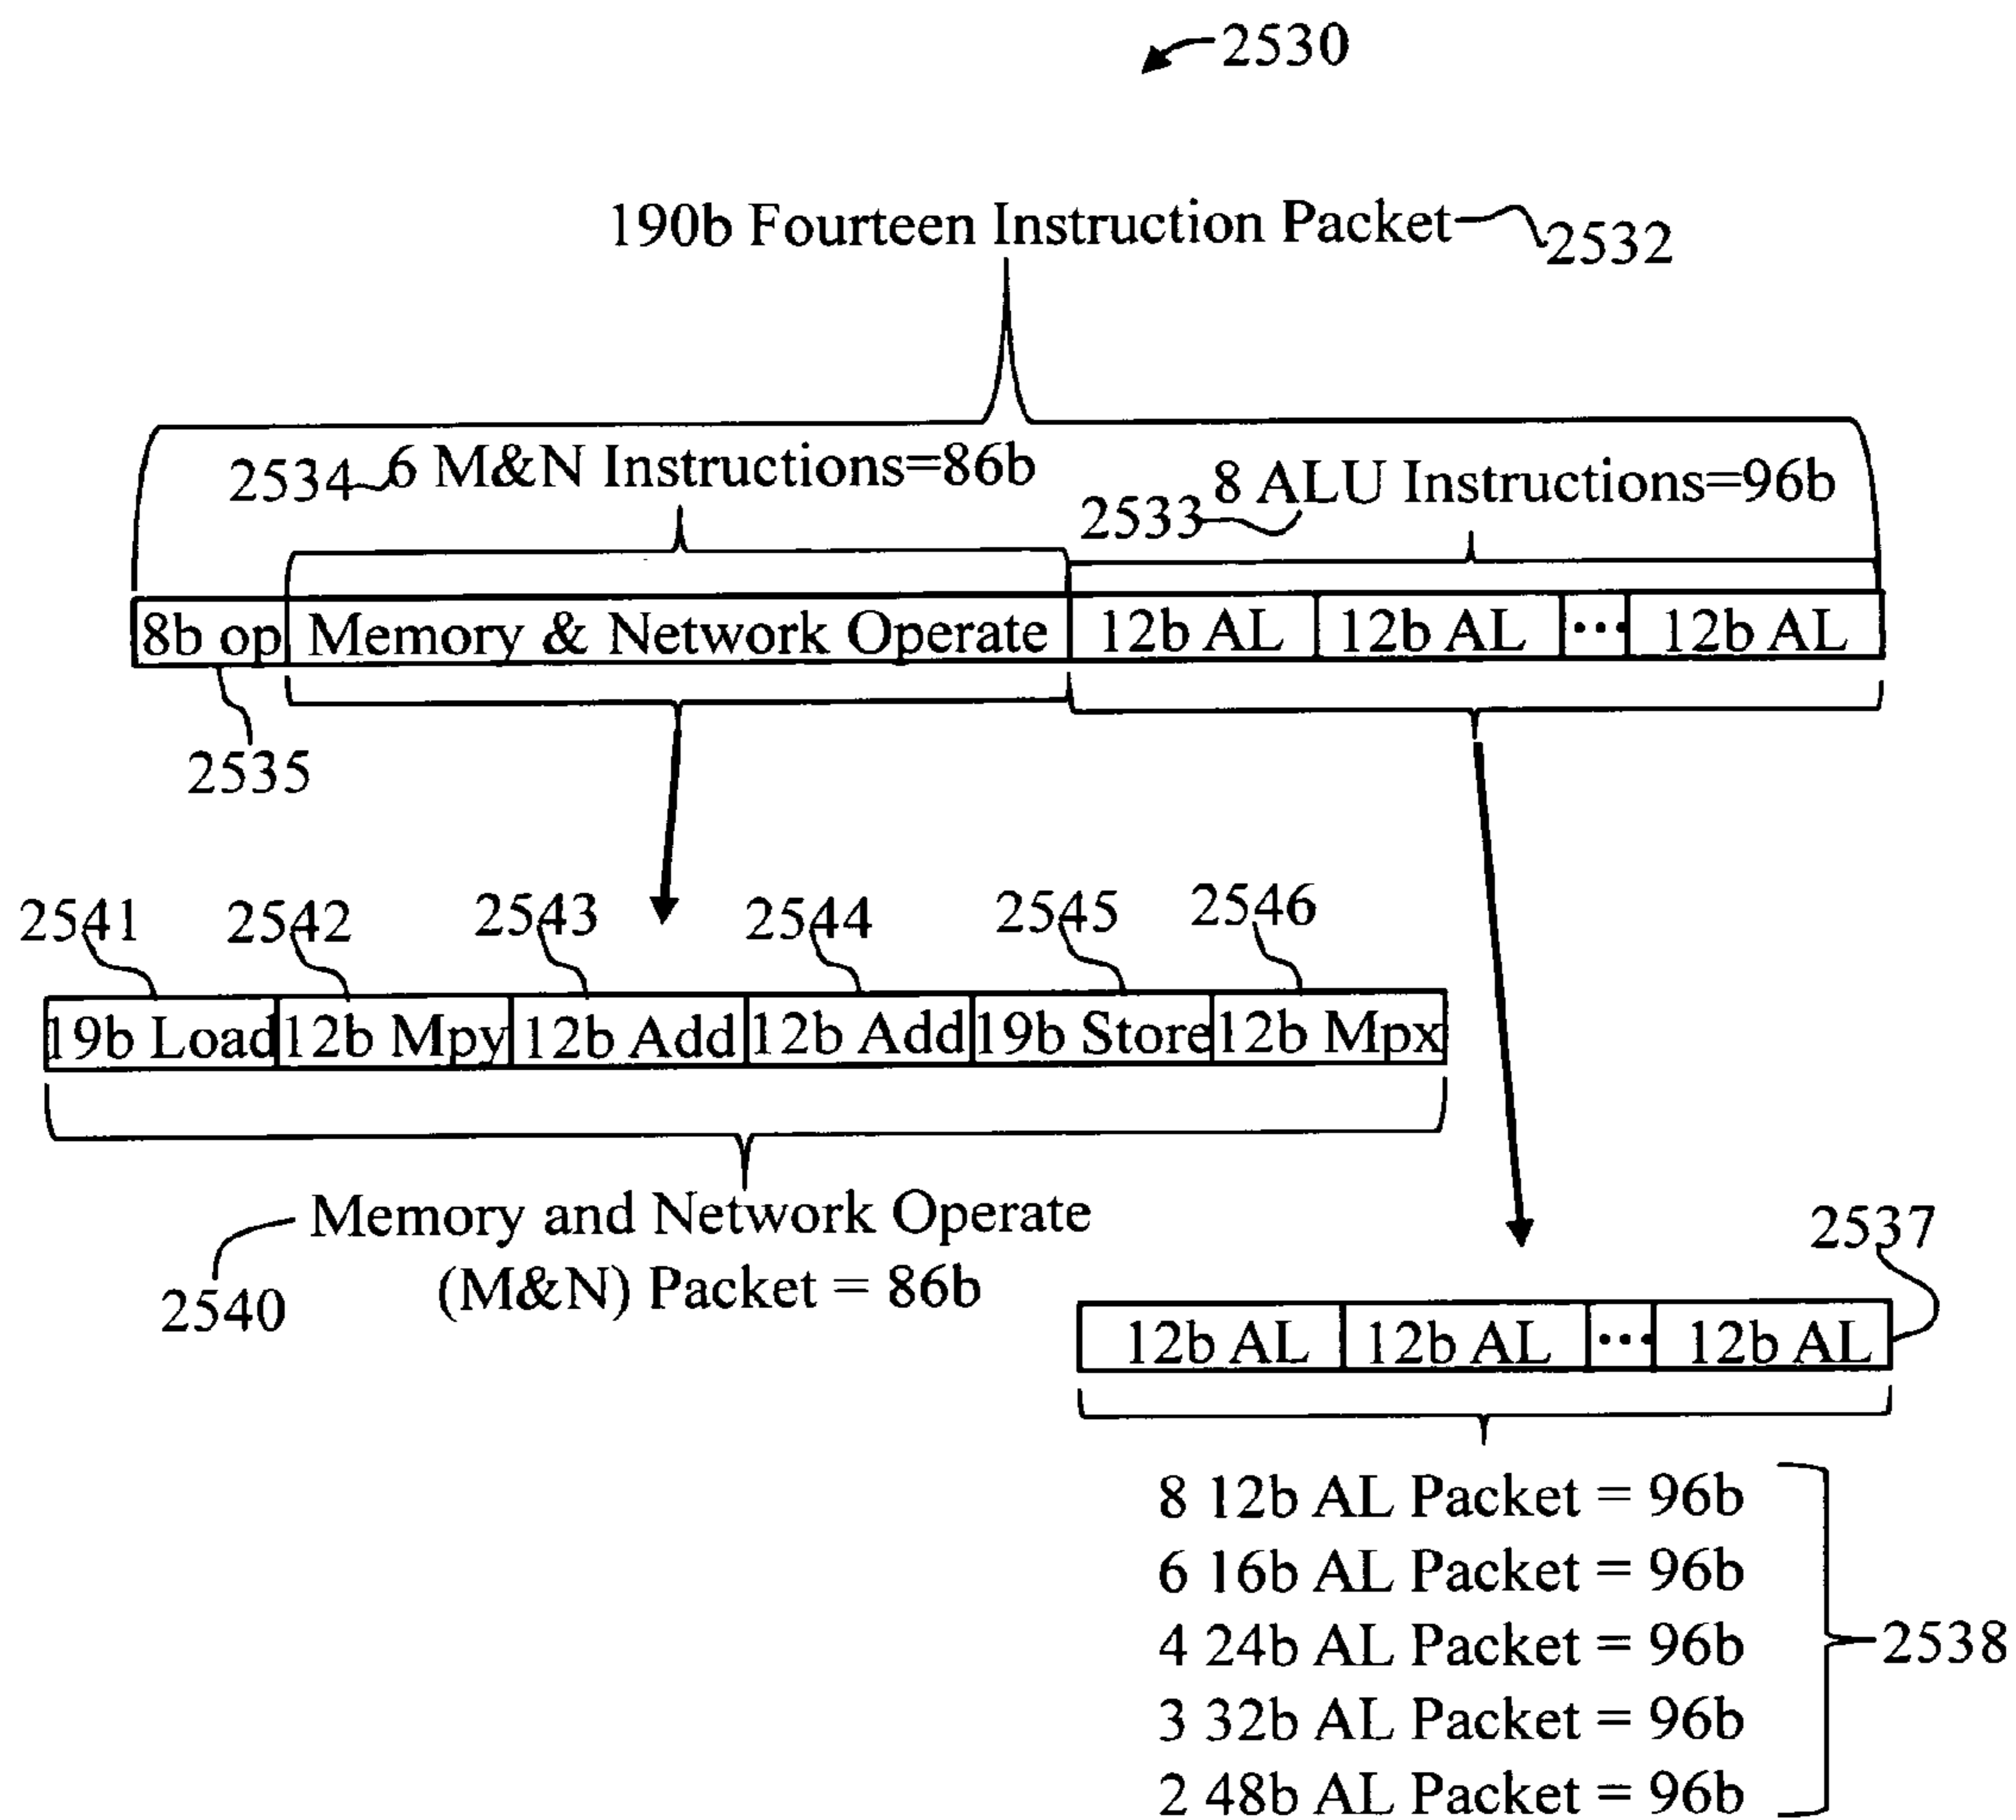 2530
190b Fourteen Instruction Packet 2532
2534 6 M&N Instructions=86b
8 ALU Instructions=96b
2533
8b op Memory & Network Operate 12b AL 12b AL ... 12b AL
2535
2541 2542 2543 2544 2545 2546
19b Load 12b Mpy 12b Add 12b Add 19b Store 12b Mpx
Memory and Network Operate
(M&N) Packet = 86b
2540
2537
12b AL 12b AL ... 12b AL
8 12b AL Packet = 96b
6 16b AL Packet = 96b
4 24b AL Packet = 96b
2538
3 32b AL Packet = 96b
2 48b AL Packet = 96b